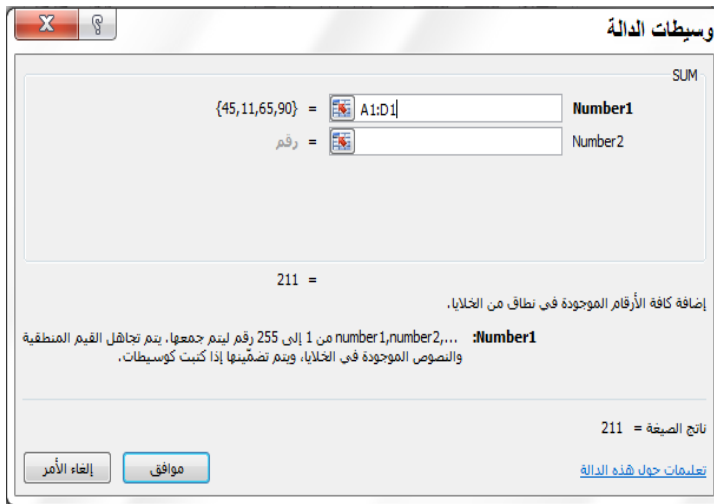 وسيطات الدالة
SUM
Number1 A1:D1 = {45,11,65,90}
Number2 = رقم
= 211
إضافة كافة الأرقام الموجودة في نطاق من الخلايا.
Number1: number1,number2,... من 1 إلى 255 رقم ليتم جمعها. يتم تجاهل القيم المنطقية
والنصوص الموجودة في الخلايا، ويتم تضمّينها إذا كتبت كوسيطات.
ناتج الصيغة = 211
تعليمات حول هذه الدالة
موافق
إلغاء الأمر